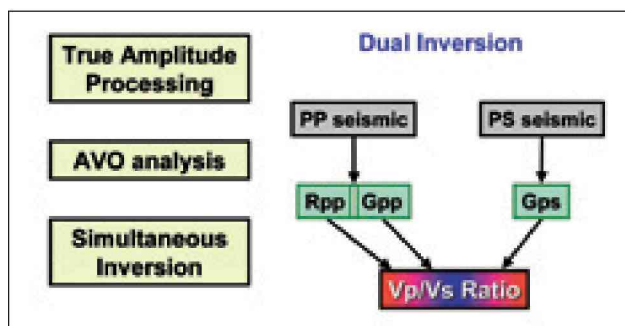 True Amplitude
Processing
AVO analysis
Simultaneous
Inversion
Dual Inversion
PP seismic
PS seismic
Rpp Gpp
Gps
Vp/Vs Ratio